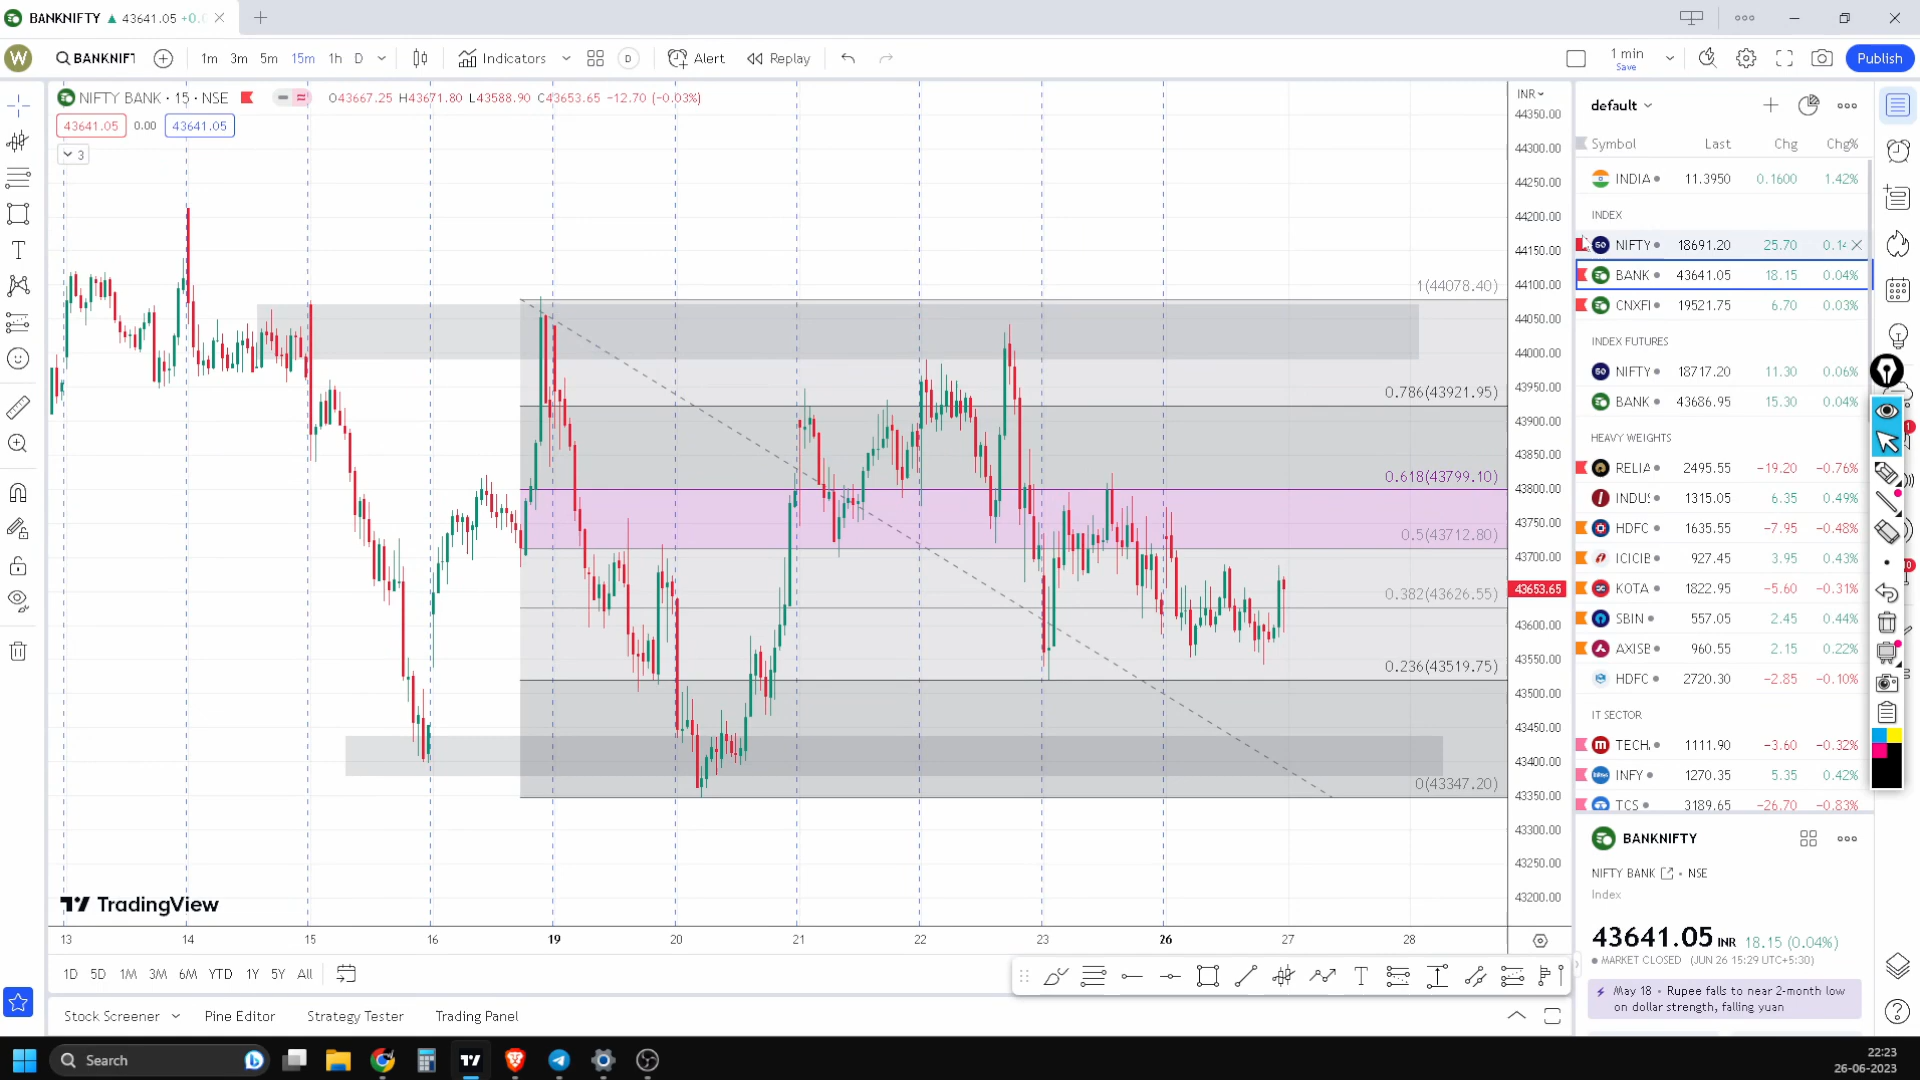 BANKNIFTY ▲ 43641.05 +0.
BANKNIFT 1m 3m 5m 15m 1h D Indicators D Alert Replay 1 min Save Publish
NIFTY BANK · 15 · NSE O43667.25 H43671.80 L43588.90 C43653.65 −12.70 (−0.03%)
43641.05 0.00 43641.05
3
1(44078.40)
0.786(43921.95)
0.618(43799.10)
0.5(43712.80)
0.382(43626.55)
0.236(43519.75)
0(43347.20)
INR
44350.00
44300.00
44250.00
44200.00
44150.00
44100.00
44050.00
44000.00
43950.00
43900.00
43850.00
43800.00
43750.00
43700.00
43653.65
43600.00
43550.00
43500.00
43450.00
43400.00
43350.00
43300.00
43250.00
43200.00
TradingView
13 14 15 16 19 20 21 22 23 26 27 28
1D 5D 1M 3M 6M YTD 1Y 5Y All
Stock Screener Pine Editor Strategy Tester Trading Panel
default
Symbol Last Chg Chg%
INDIA 11.3950 0.1600 1.42%
INDEX
50 NIFTY 18691.20 25.70 0.14
BANK 43641.05 18.15 0.04%
CNXFI 19521.75 6.70 0.03%
INDEX FUTURES
50 NIFTY 18717.20 11.30 0.06%
BANK 43686.95 15.30 0.04%
HEAVY WEIGHTS
RELIA 2495.55 −19.20 −0.76%
INDUS 1315.05 6.35 0.49%
HDFC 1635.55 −7.95 −0.48%
ICICIB 927.45 3.95 0.43%
KOTA 1822.95 −5.60 −0.31%
SBIN 557.05 2.45 0.44%
AXISB 960.55 2.15 0.22%
HDFC 2720.30 −2.85 −0.10%
IT SECTOR
TECH 1111.90 −3.60 −0.32%
INFY 1270.35 5.35 0.42%
TCS 3189.65 −26.70 −0.83%
BANKNIFTY
NIFTY BANK · NSE
Index
43641.05 INR 18.15 (0.04%)
MARKET CLOSED (JUN 26 15:29 UTC+5:30)
May 18 · Rupee falls to near 2-month low
on dollar strength, falling yuan
Search
22:23
26-06-2023